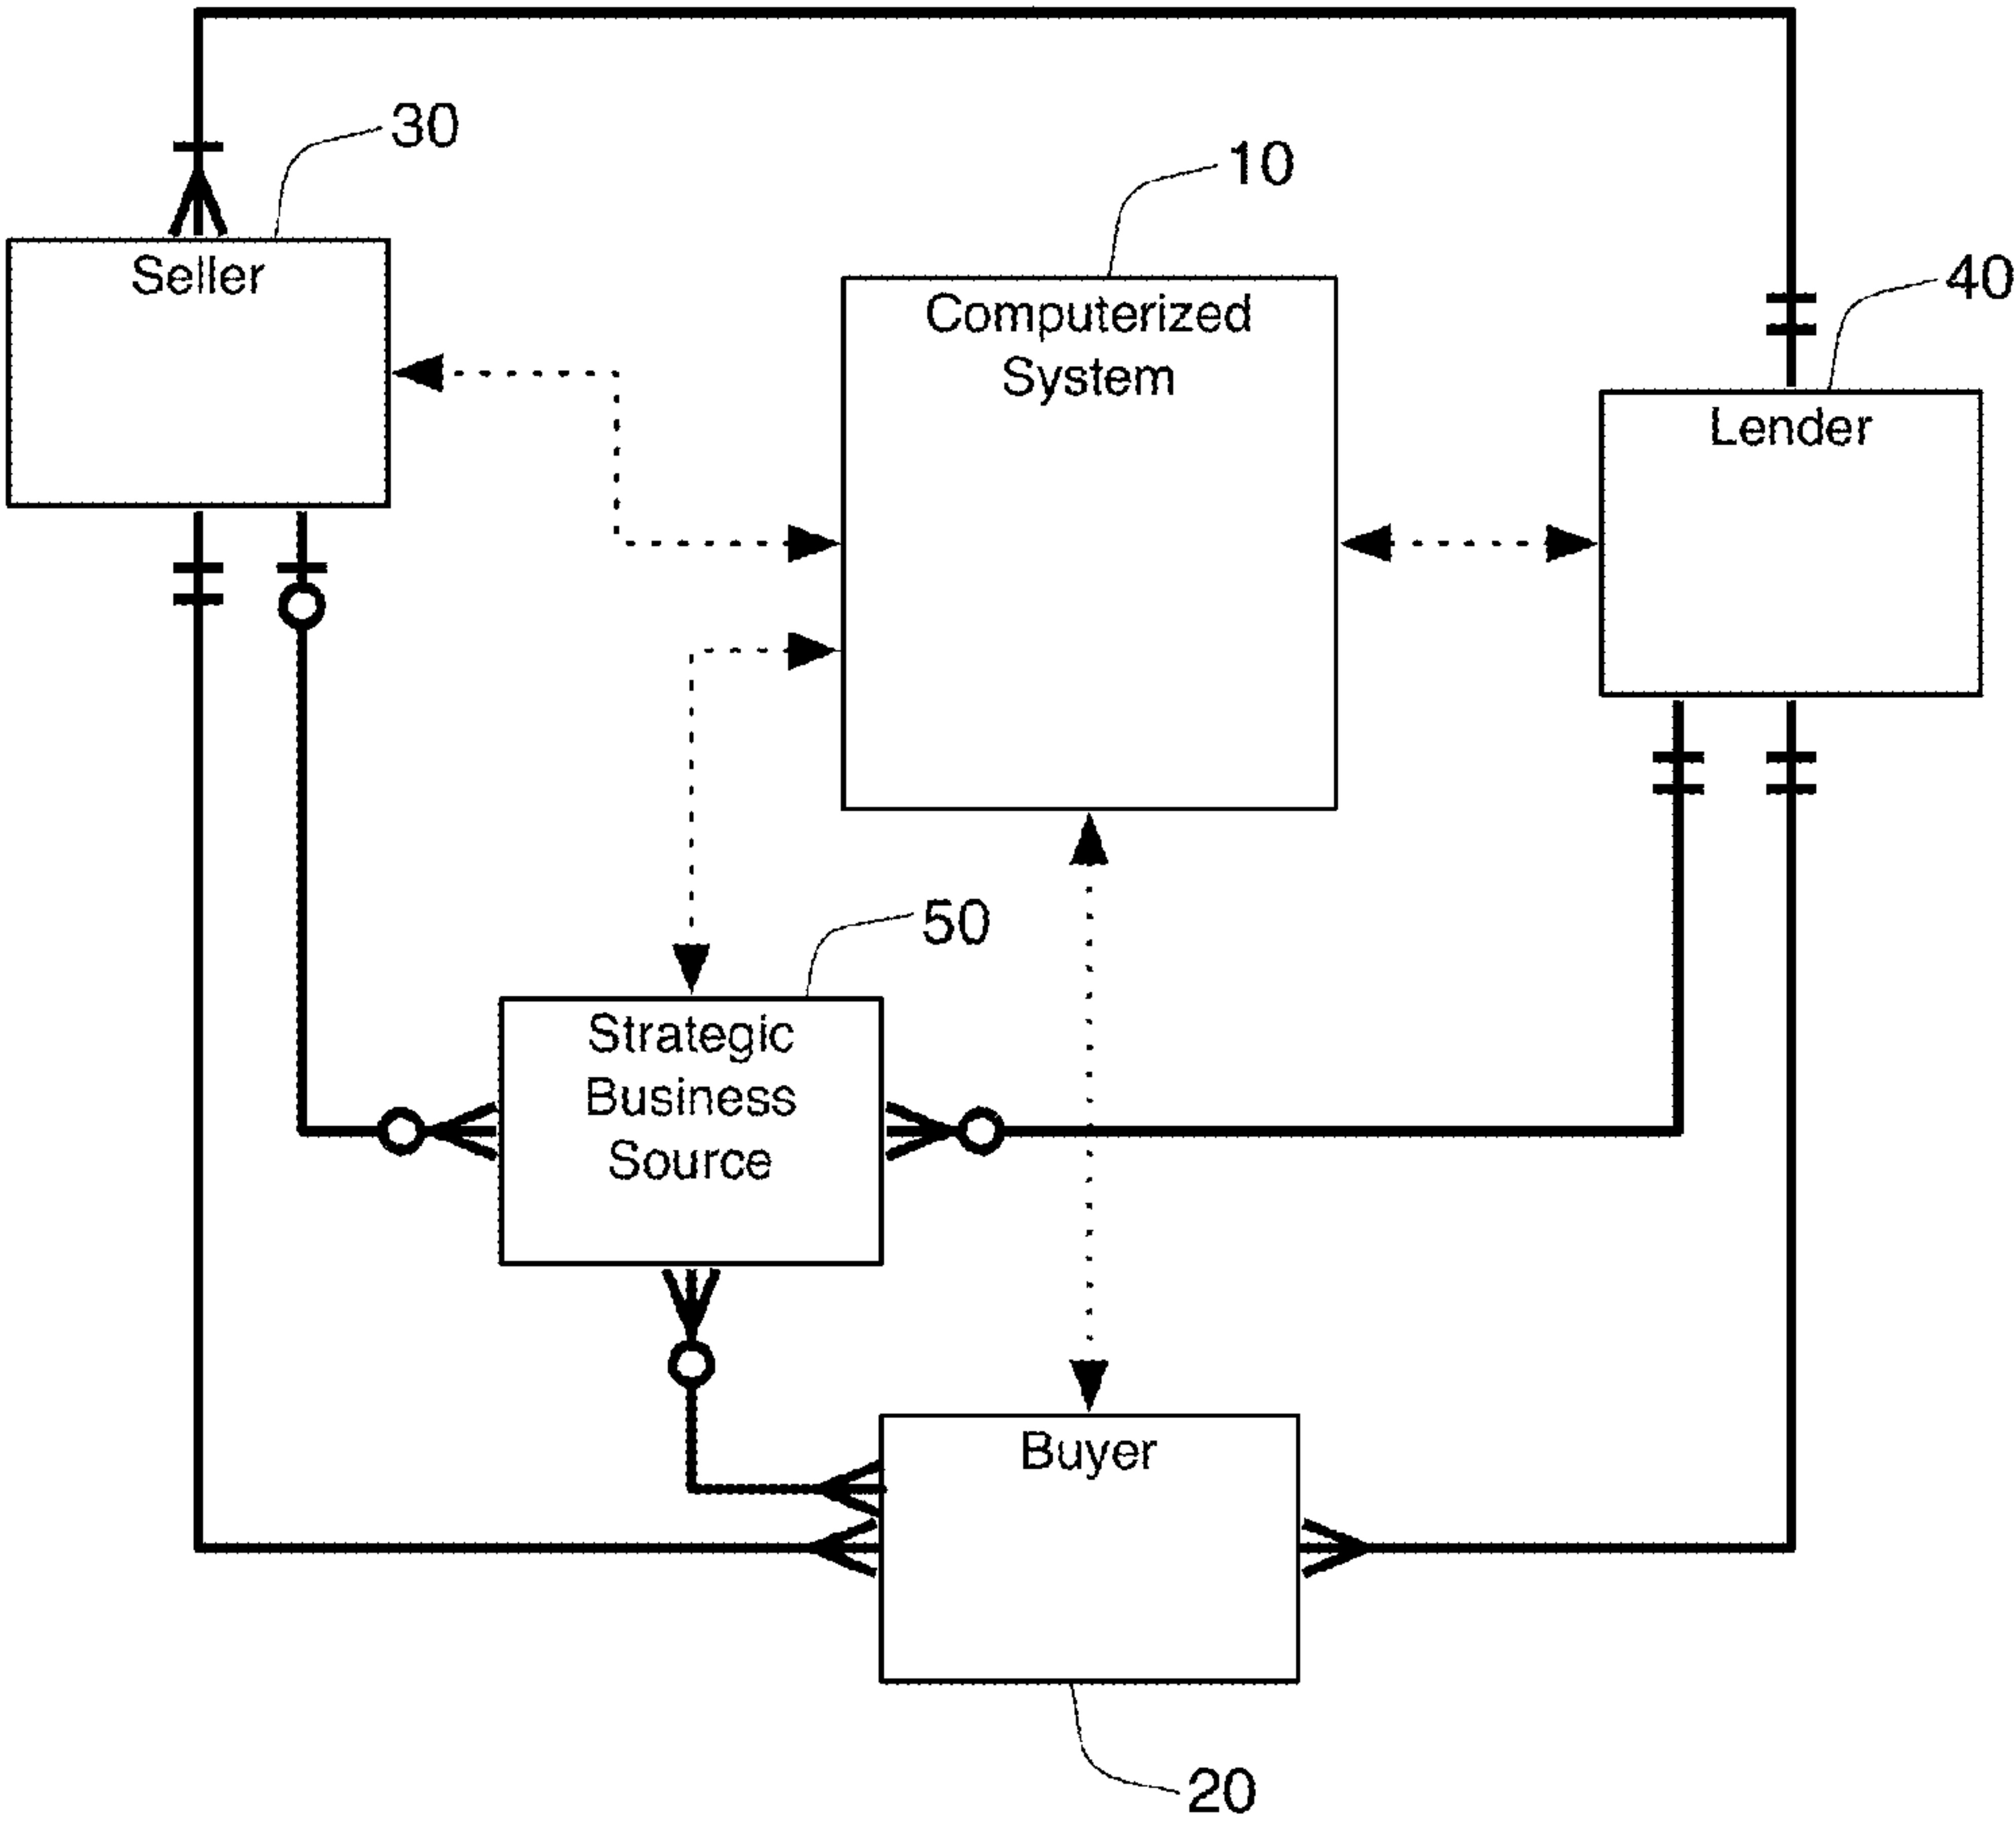 30
10
Seller
40
Computerized
System
Lender
50
Strategic
Business
Source
Buyer
20